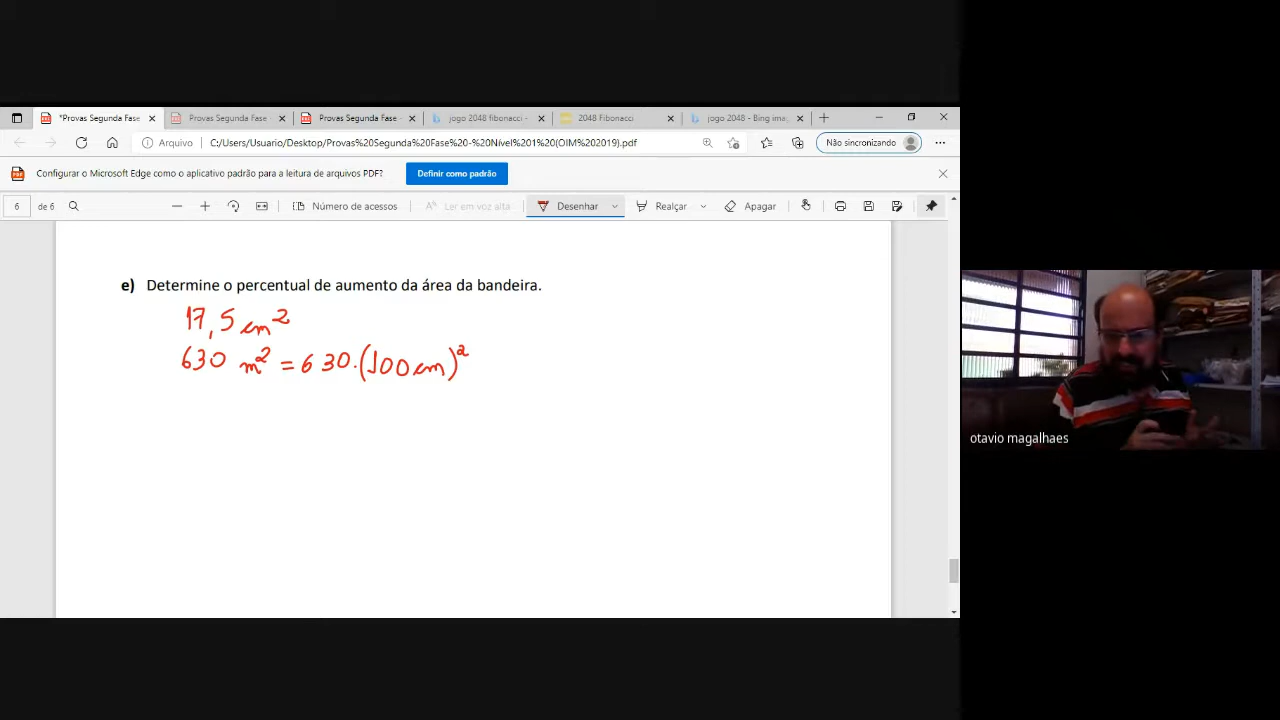 *Provas Segunda Fase
Provas Segunda Fase
Provas Segunda Fase -
jogo 2048 fibonacci -
2048 Fibonacci
jogo 2048 - Bing ima
Arquivo
C:/Users/Usuario/Desktop/Provas%20Segunda%20Fase%20-%20Nível%201%20(OIM%202019).pdf
Não sincronizando
Configurar o Microsoft Edge como o aplicativo padrão para a leitura de arquivos PDF?
Definir como padrão
6 de 6
Número de acessos
Ler em voz alta
Desenhar
Realçar
Apagar
e) Determine o percentual de aumento da área da bandeira.
17,5 cm²
630 m² = 630.(100 cm)²
otavio magalhaes